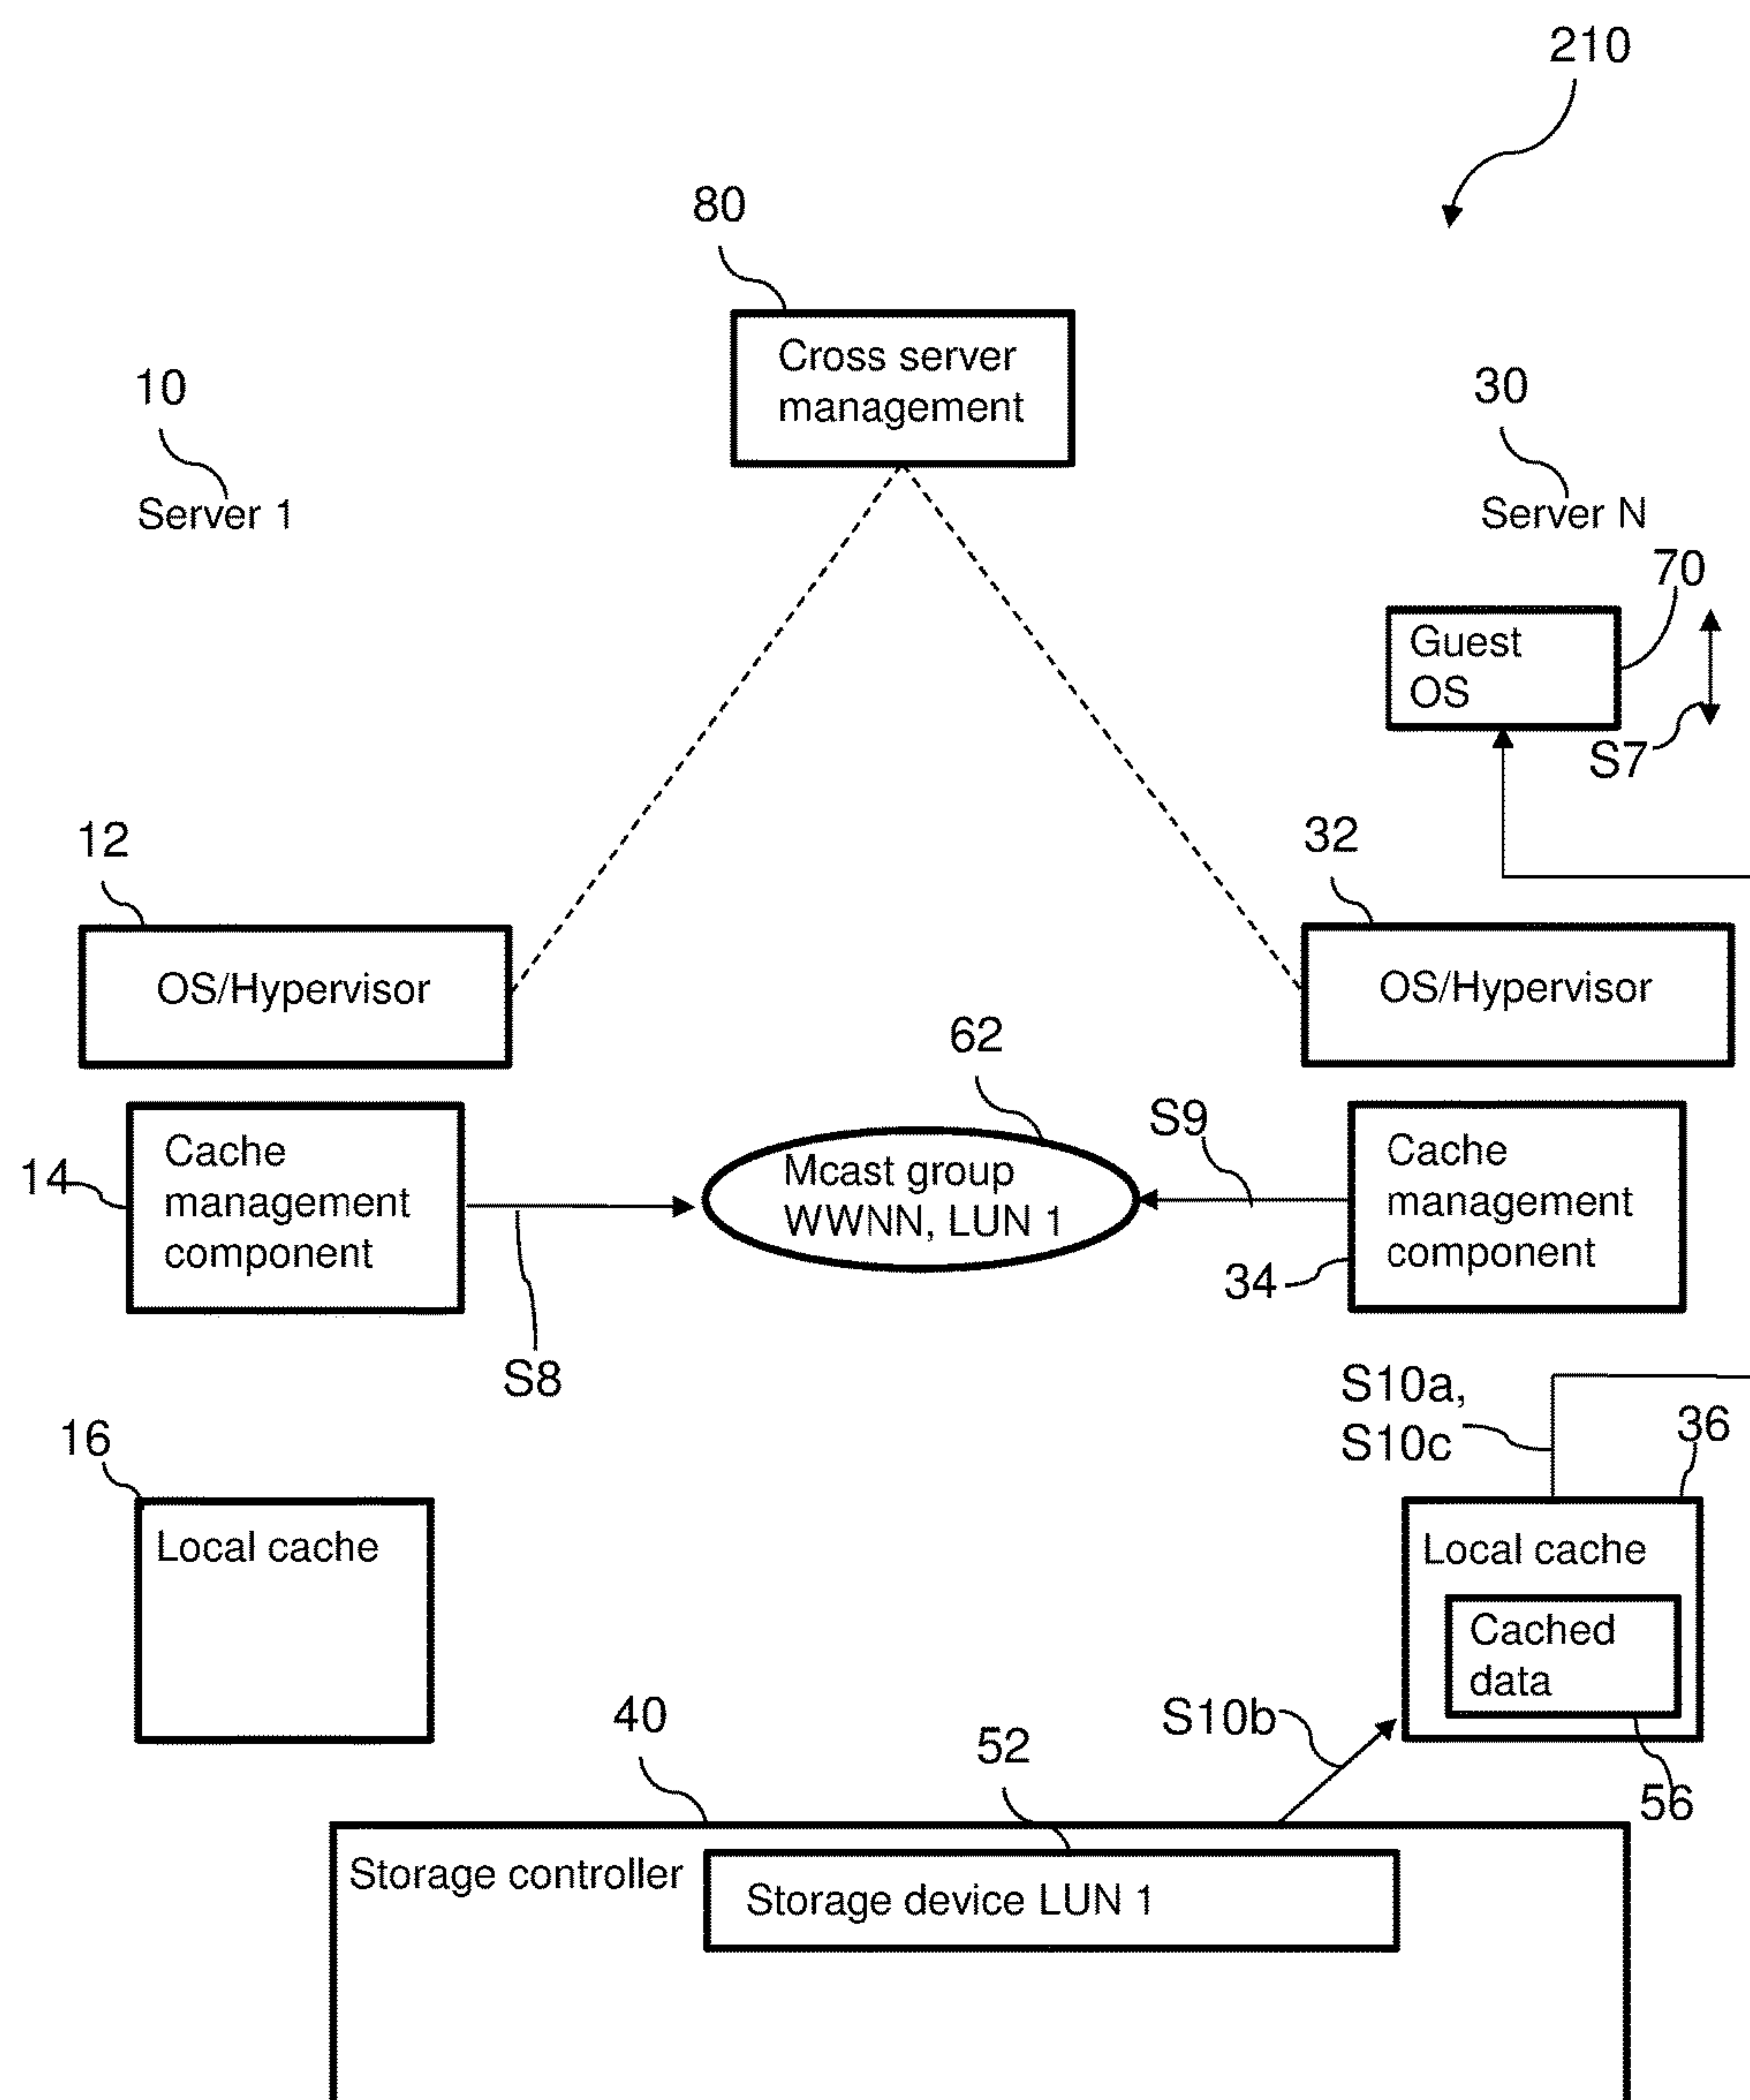 210
80
Cross server
management
10
Server 1
30
Server N
70
Guest
OS
S7
12
OS/Hypervisor
32
OS/Hypervisor
62
Mcast group
WWNN, LUN 1
14
Cache
management
component
S8
S9
Cache
management
component
34
16
Local cache
S10a,
S10c
36
Local cache
Cached
data
56
S10b
40
Storage controller
52
Storage device LUN 1